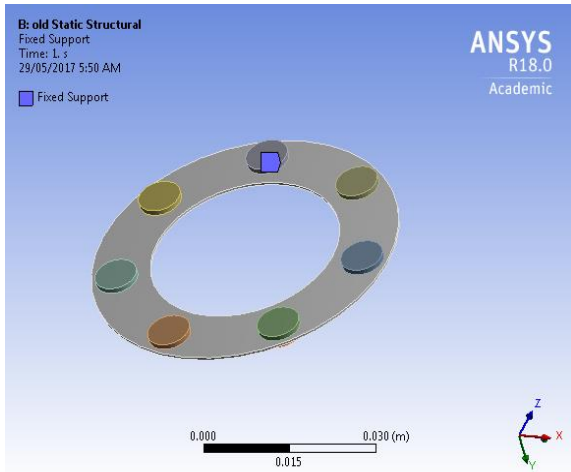 B: old Static Structural
Fixed Support
Time: 1. s
29/05/2017 5:50 AM
Fixed Support
ANSYS
R18.0
Academic
0.000
0.030 (m)
0.015
Z
X
Y